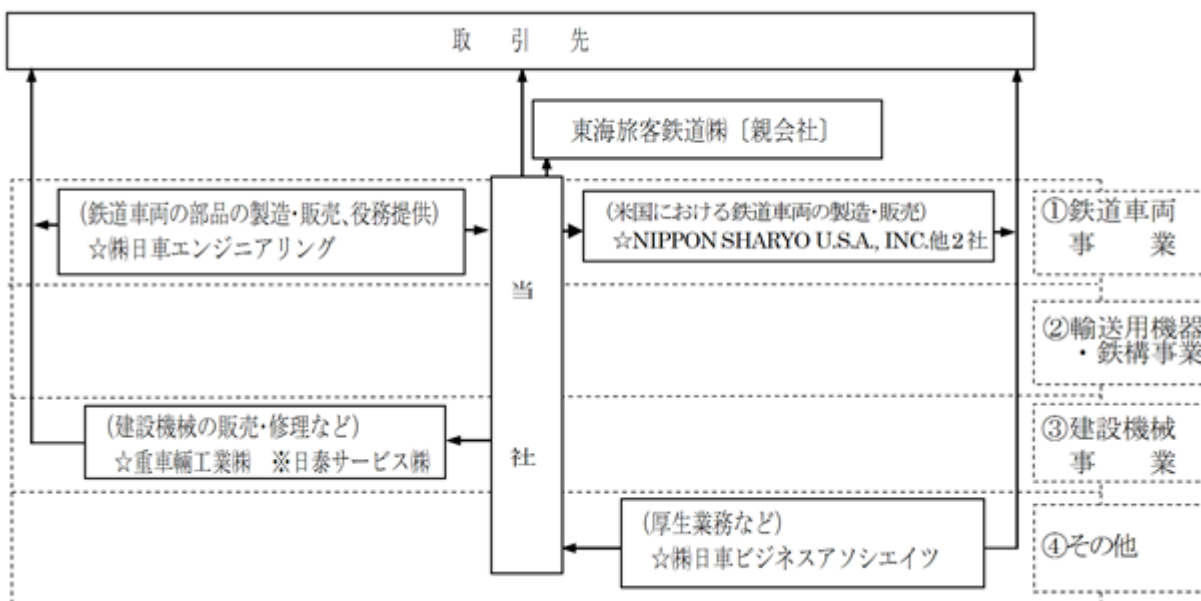 取引先
東海旅客鉄道㈱〔親会社〕
(鉄道車両の部品の製造・販売、役務提供)
☆㈱日車エンジニアリング
(米国における鉄道車両の製造・販売)
☆NIPPON SHARYO U.S.A., INC.他2社
①鉄道車両
事業
当社
②輸送用機器
・鉄構事業
(建設機械の販売・修理など)
☆重車輛工業㈱ ※日泰サービス㈱
③建設機械
事業
(厚生業務など)
☆㈱日車ビジネスアソシエイツ
④その他